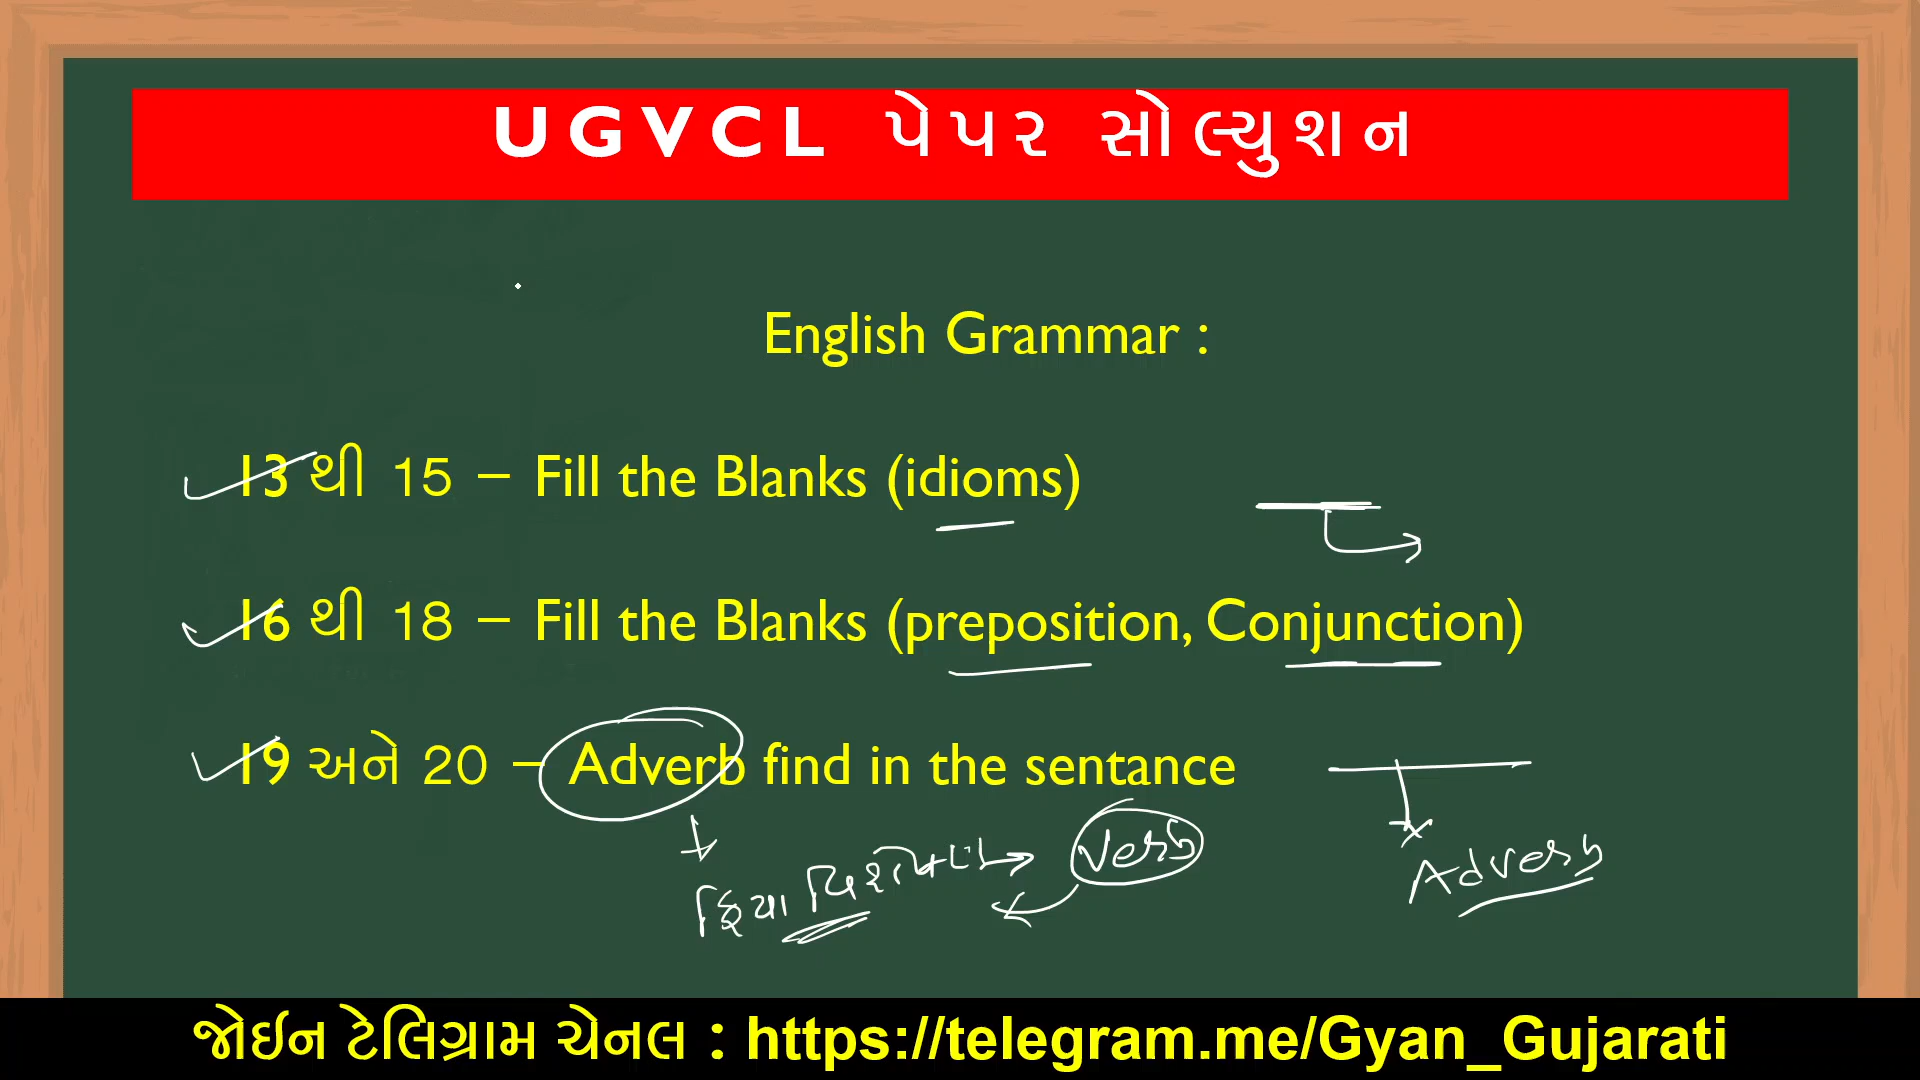 UGVCL પેપર સોલ્યુશન
English Grammar :
13 થી 15 – Fill the Blanks (idioms)
16 થી 18 – Fill the Blanks (preposition, Conjunction)
19 અને 20 – Adverb find in the sentance
ક્રિયા વિશેષણ Verb
Adverb
જોઈન ટેલિગ્રામ ચેનલ : https://telegram.me/Gyan_Gujarati